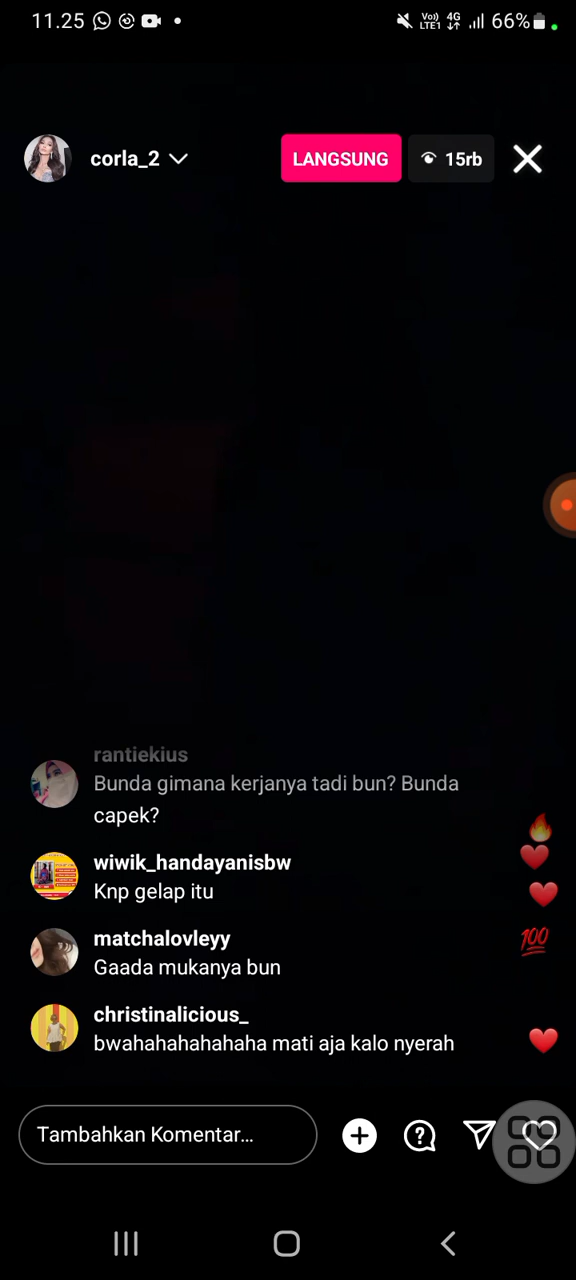 11.25
Vo)) 4G 66%
LTE1
corla_2
LANGSUNG
15rb
rantiekius
Bunda gimana kerjanya tadi bun? Bunda
capek?
wiwik_handayanisbw
Knp gelap itu
matchalovleyy
Gaada mukanya bun
100
christinalicious_
bwahahahahahaha mati aja kalo nyerah
Tambahkan Komentar...